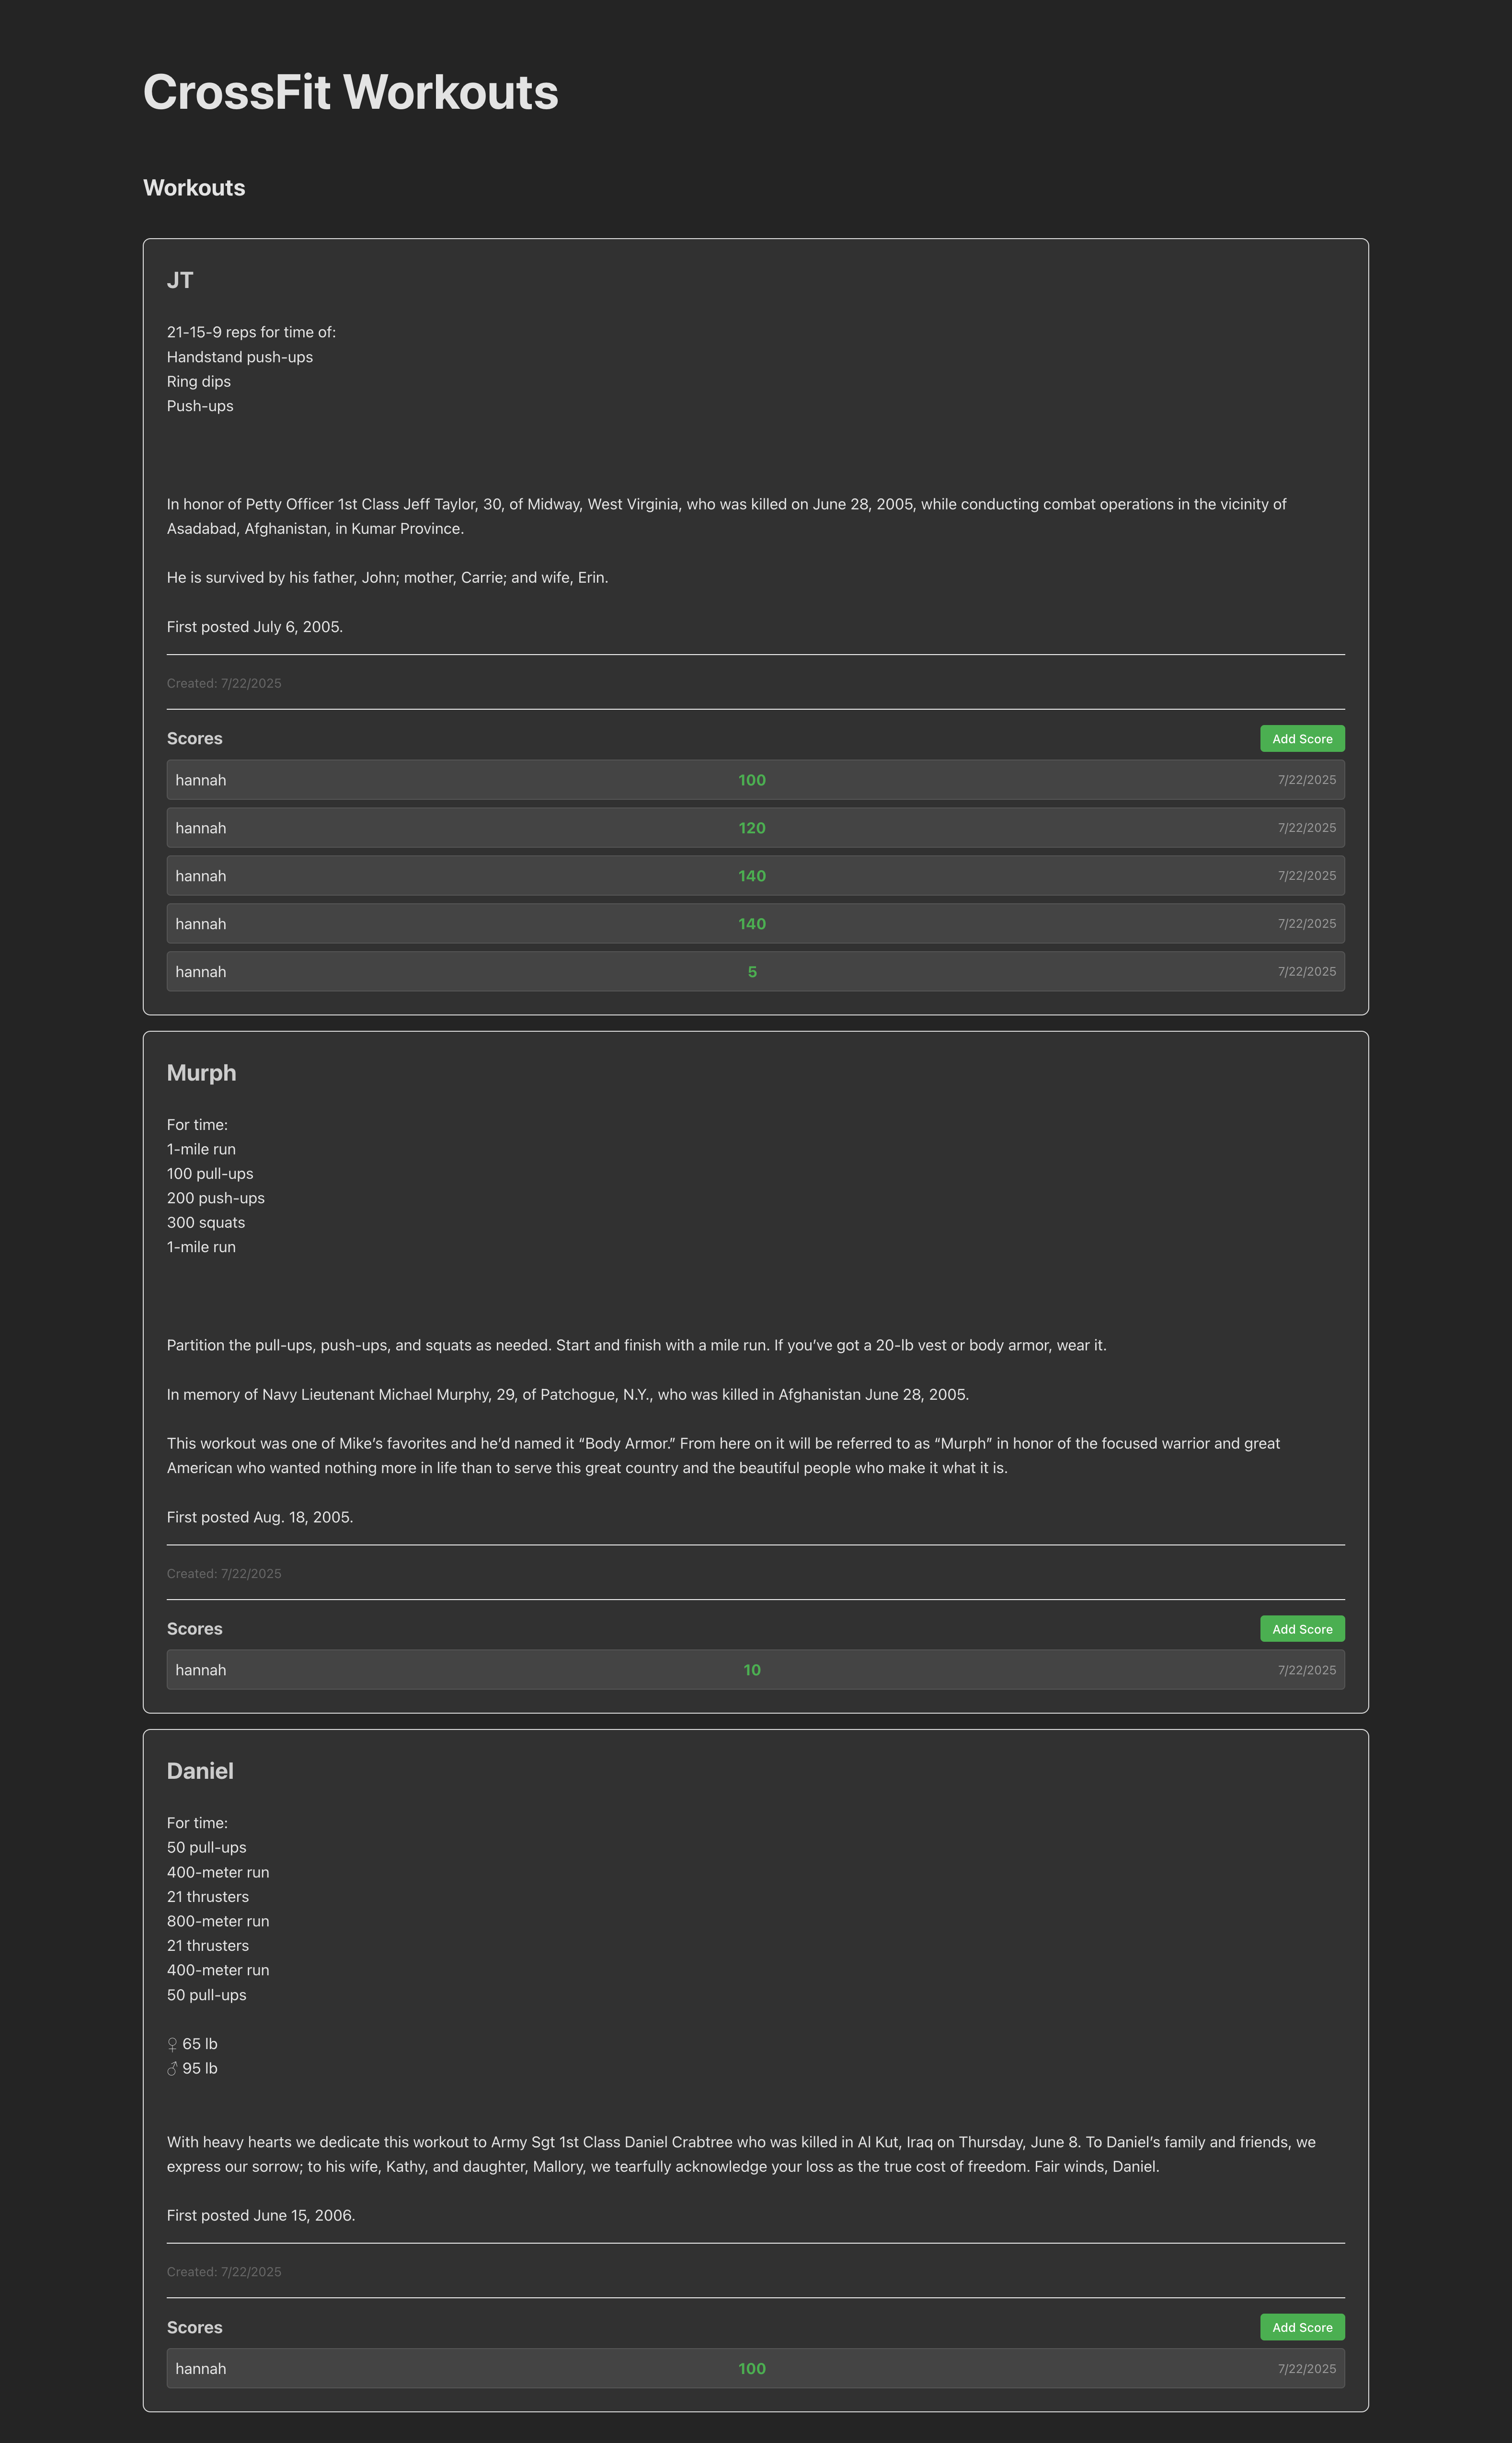 CrossFit Workouts
Workouts
JT
21-15-9 reps for time of:
Handstand push-ups
Ring dips
Push-ups
In honor of Petty Officer 1st Class Jeff Taylor, 30, of Midway, West Virginia, who was killed on June 28, 2005, while conducting combat operations in the vicinity of
Asadabad, Afghanistan, in Kumar Province.
He is survived by his father, John; mother, Carrie; and wife, Erin.
First posted July 6, 2005.
Created: 7/22/2025
Scores Add Score
hannah 100 7/22/2025
hannah 120 7/22/2025
hannah 140 7/22/2025
hannah 140 7/22/2025
hannah 5 7/22/2025
Murph
For time:
1-mile run
100 pull-ups
200 push-ups
300 squats
1-mile run
Partition the pull-ups, push-ups, and squats as needed. Start and finish with a mile run. If you’ve got a 20-lb vest or body armor, wear it.
In memory of Navy Lieutenant Michael Murphy, 29, of Patchogue, N.Y., who was killed in Afghanistan June 28, 2005.
This workout was one of Mike’s favorites and he’d named it “Body Armor.” From here on it will be referred to as “Murph” in honor of the focused warrior and great
American who wanted nothing more in life than to serve this great country and the beautiful people who make it what it is.
First posted Aug. 18, 2005.
Created: 7/22/2025
Scores Add Score
hannah 10 7/22/2025
Daniel
For time:
50 pull-ups
400-meter run
21 thrusters
800-meter run
21 thrusters
400-meter run
50 pull-ups
♀ 65 lb
♂ 95 lb
With heavy hearts we dedicate this workout to Army Sgt 1st Class Daniel Crabtree who was killed in Al Kut, Iraq on Thursday, June 8. To Daniel’s family and friends, we
express our sorrow; to his wife, Kathy, and daughter, Mallory, we tearfully acknowledge your loss as the true cost of freedom. Fair winds, Daniel.
First posted June 15, 2006.
Created: 7/22/2025
Scores Add Score
hannah 100 7/22/2025